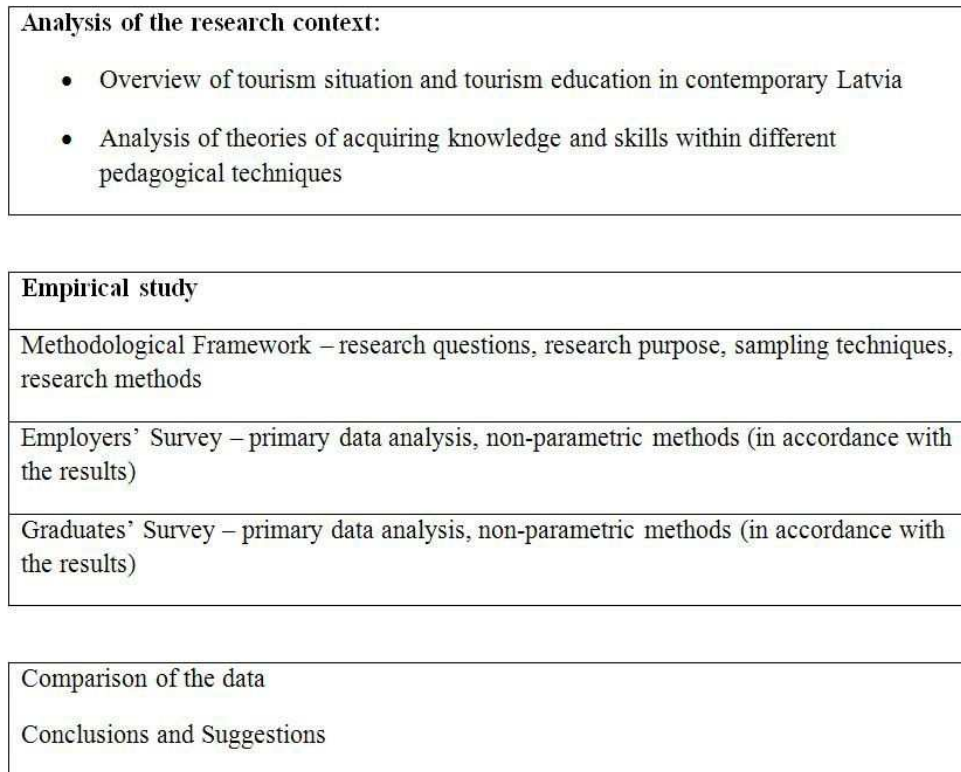 Analysis of the research context:
• Overview of tourism situation and tourism education in contemporary Latvia
• Analysis of theories of acquiring knowledge and skills within different
pedagogical techniques
Empirical study
Methodological Framework – research questions, research purpose, sampling techniques,
research methods
Employers’ Survey – primary data analysis, non-parametric methods (in accordance with
the results)
Graduates’ Survey – primary data analysis, non-parametric methods (in accordance with
the results)
Comparison of the data
Conclusions and Suggestions